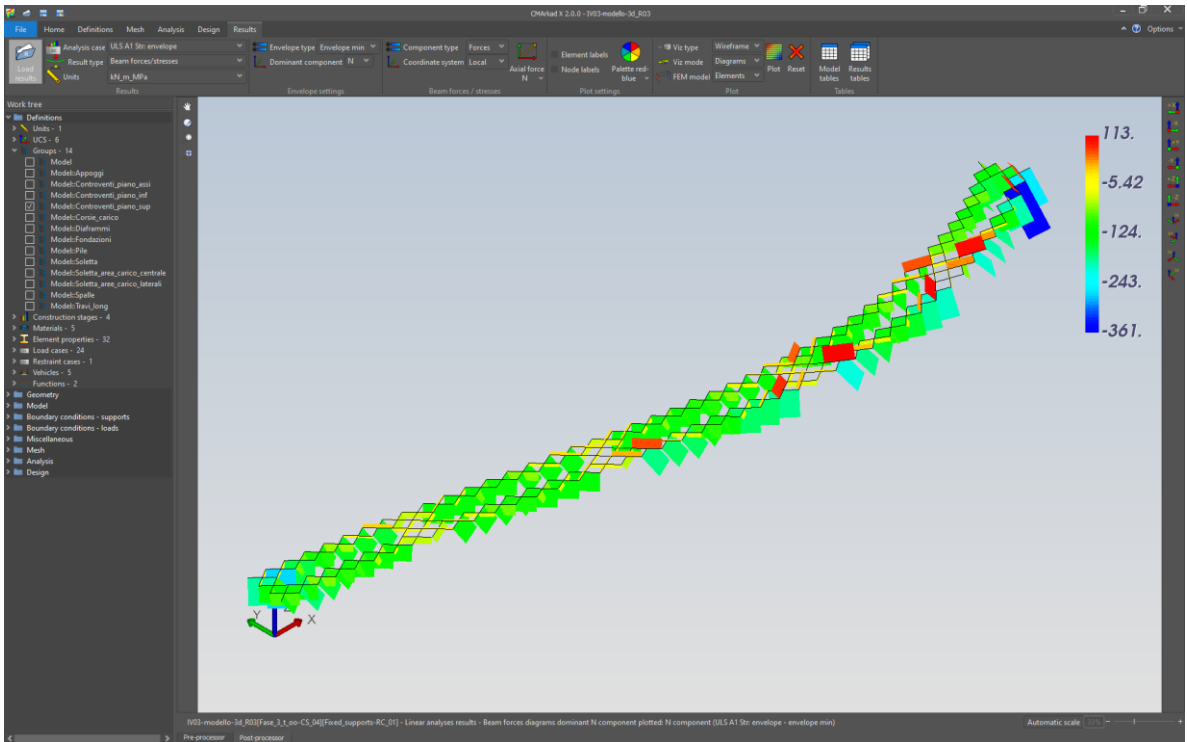 CMArkad X 2.0.0 - IV03-modello-3d_R03
File Home Definitions Mesh Analysis Design Results Options
Load results
Analysis case ULS A1 Str: envelope
Result type Beam forces/stresses
Units kN_m_MPa
Results
Envelope type Envelope min
Dominant component N
Envelope settings
Component type Forces
Coordinate system Local
Axial force N
Beam forces / stresses
Element labels
Node labels
Palette red-blue
Plot settings
Viz type Wireframe
Viz mode Diagrams
FEM model Elements
Plot Reset
Plot
Model tables
Results tables
Tables
Work tree
Definitions
Units - 1
UCS - 6
Groups - 14
Model
Model::Appoggi
Model::Controventi_piano_assi
Model::Controventi_piano_inf
Model::Controventi_piano_sup
Model::Corsie_carico
Model::Diaframmi
Model::Fondazioni
Model::Pile
Model::Soletta
Model::Soletta_area_carico_centrale
Model::Soletta_area_carico_laterali
Model::Spalle
Model::Travi_long
Construction stages - 4
Materials - 5
Element properties - 32
Load cases - 24
Restraint cases - 1
Vehicles - 5
Functions - 2
Geometry
Model
Boundary conditions - supports
Boundary conditions - loads
Miscellaneous
Mesh
Analysis
Design
113.
-5.42
-124.
-243.
-361.
Y Z X
IV03-modello-3d_R03[Fase_3_t_oo-CS_04][Fixed_supports-RC_01] - Linear analyses results - Beam forces diagrams dominant N component plotted: N component (ULS A1 Str: envelope - envelope min)
Automatic scale
Pre-processor Post-processor